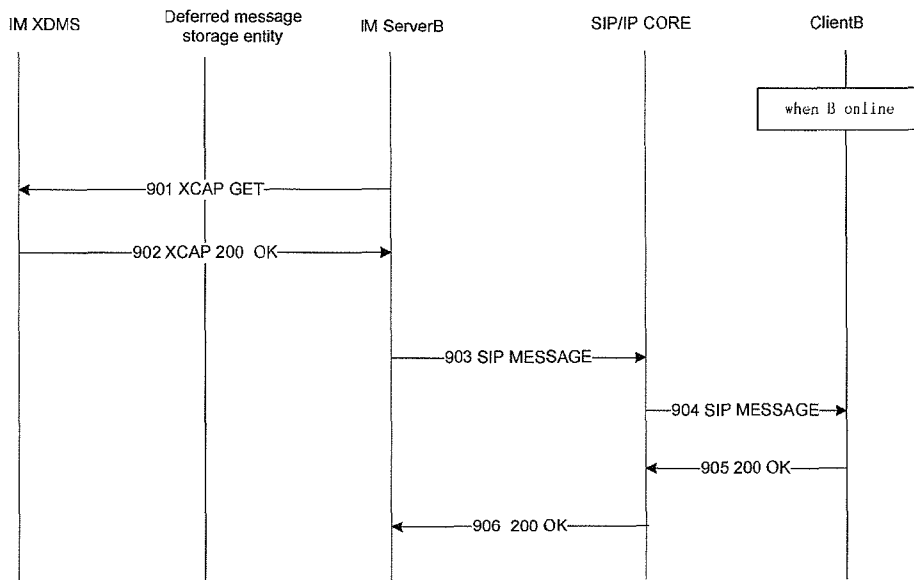 IM XDMS
Deferred message
storage entity
IM ServerB
SIP/IP CORE
ClientB
when B online
901 XCAP GET
902 XCAP 200 OK
903 SIP MESSAGE
904 SIP MESSAGE
905 200 OK
906 200 OK